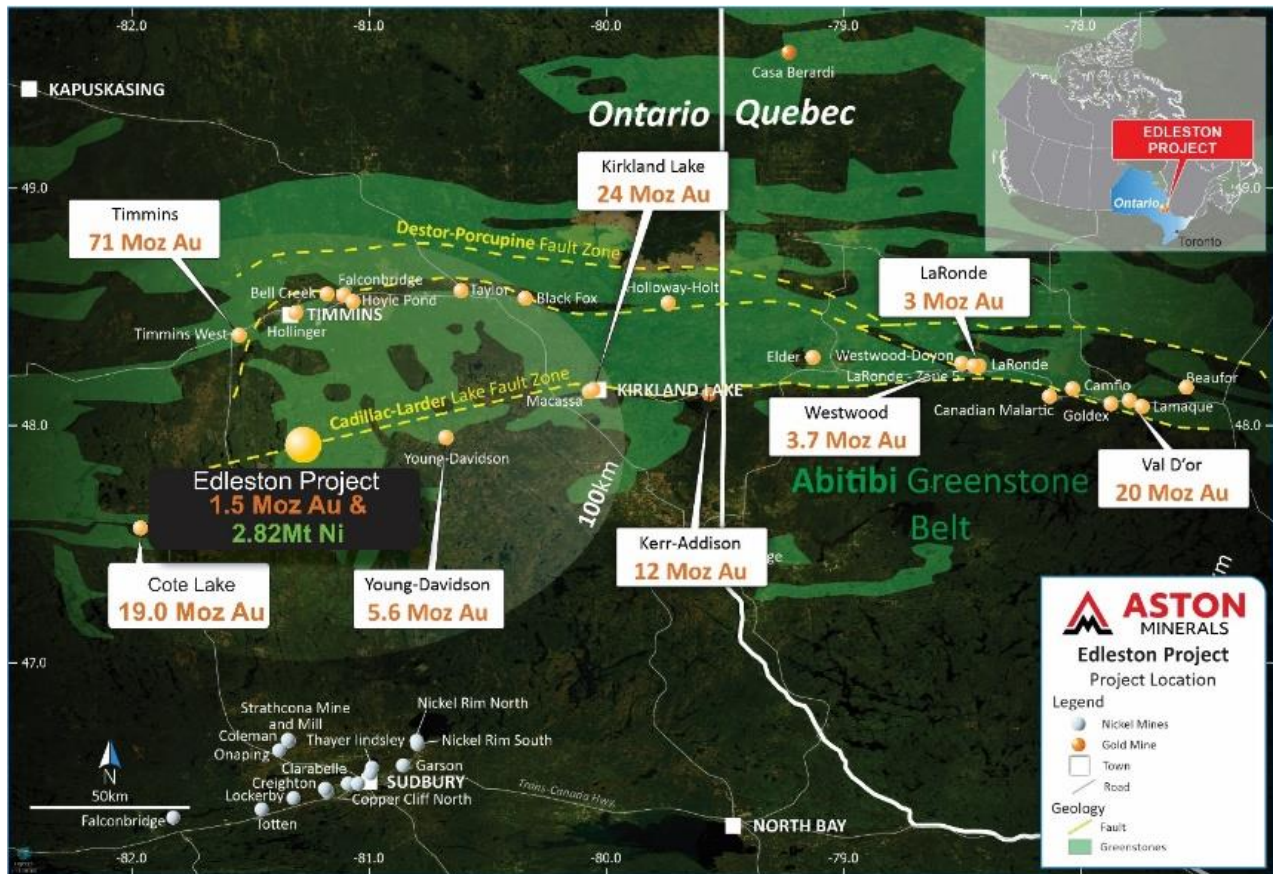 -82.0
-81.0
-80.0
-79.0
-78.0
KAPUSKASING
Casa Berardi
Ontario
Quebec
EDLESTON
PROJECT
Ontario
Toronto
49.0
Kirkland Lake
24 Moz Au
Timmins
71 Moz Au
Destor-Porcupine Fault Zone
LaRonde
3 Moz Au
Bell Creek
Falconbridge
Hoyle Pond
Taylor
Black Fox
Holloway-Holt
TIMMINS
Hollinger
Timmins West
Elder
Westwood-Doyon
LaRonde
LaRonde - Zone 5
Cadillac-Larder Lake Fault Zone
Macassa
KIRKLAND LAKE
Camflo
Beaufor
Canadian Malartic
Goldex
Lamaque
Westwood
3.7 Moz Au
48.0
48.0
Young-Davidson
100km
Edleston Project
1.5 Moz Au &
2.82Mt Ni
Val D'or
20 Moz Au
Abitibi Greenstone
Belt
Kerr-Addison
12 Moz Au
Cote Lake
19.0 Moz Au
Young-Davidson
5.6 Moz Au
47.0
ASTON
MINERALS
Edleston Project
Project Location
Legend
Nickel Mines
Gold Mine
Town
Road
Geology
Fault
Greenstones
Strathcona Mine
and Mill
Nickel Rim North
Coleman
Onaping
Thayer lindsley
Nickel Rim South
Clarabelle
Garson
Creighton
SUDBURY
Lockerby
Copper Cliff North
Totten
Falconbridge
N
50km
Trans-Canada Hwy.
NORTH BAY
-82.0
-81.0
-80.0
-79.0